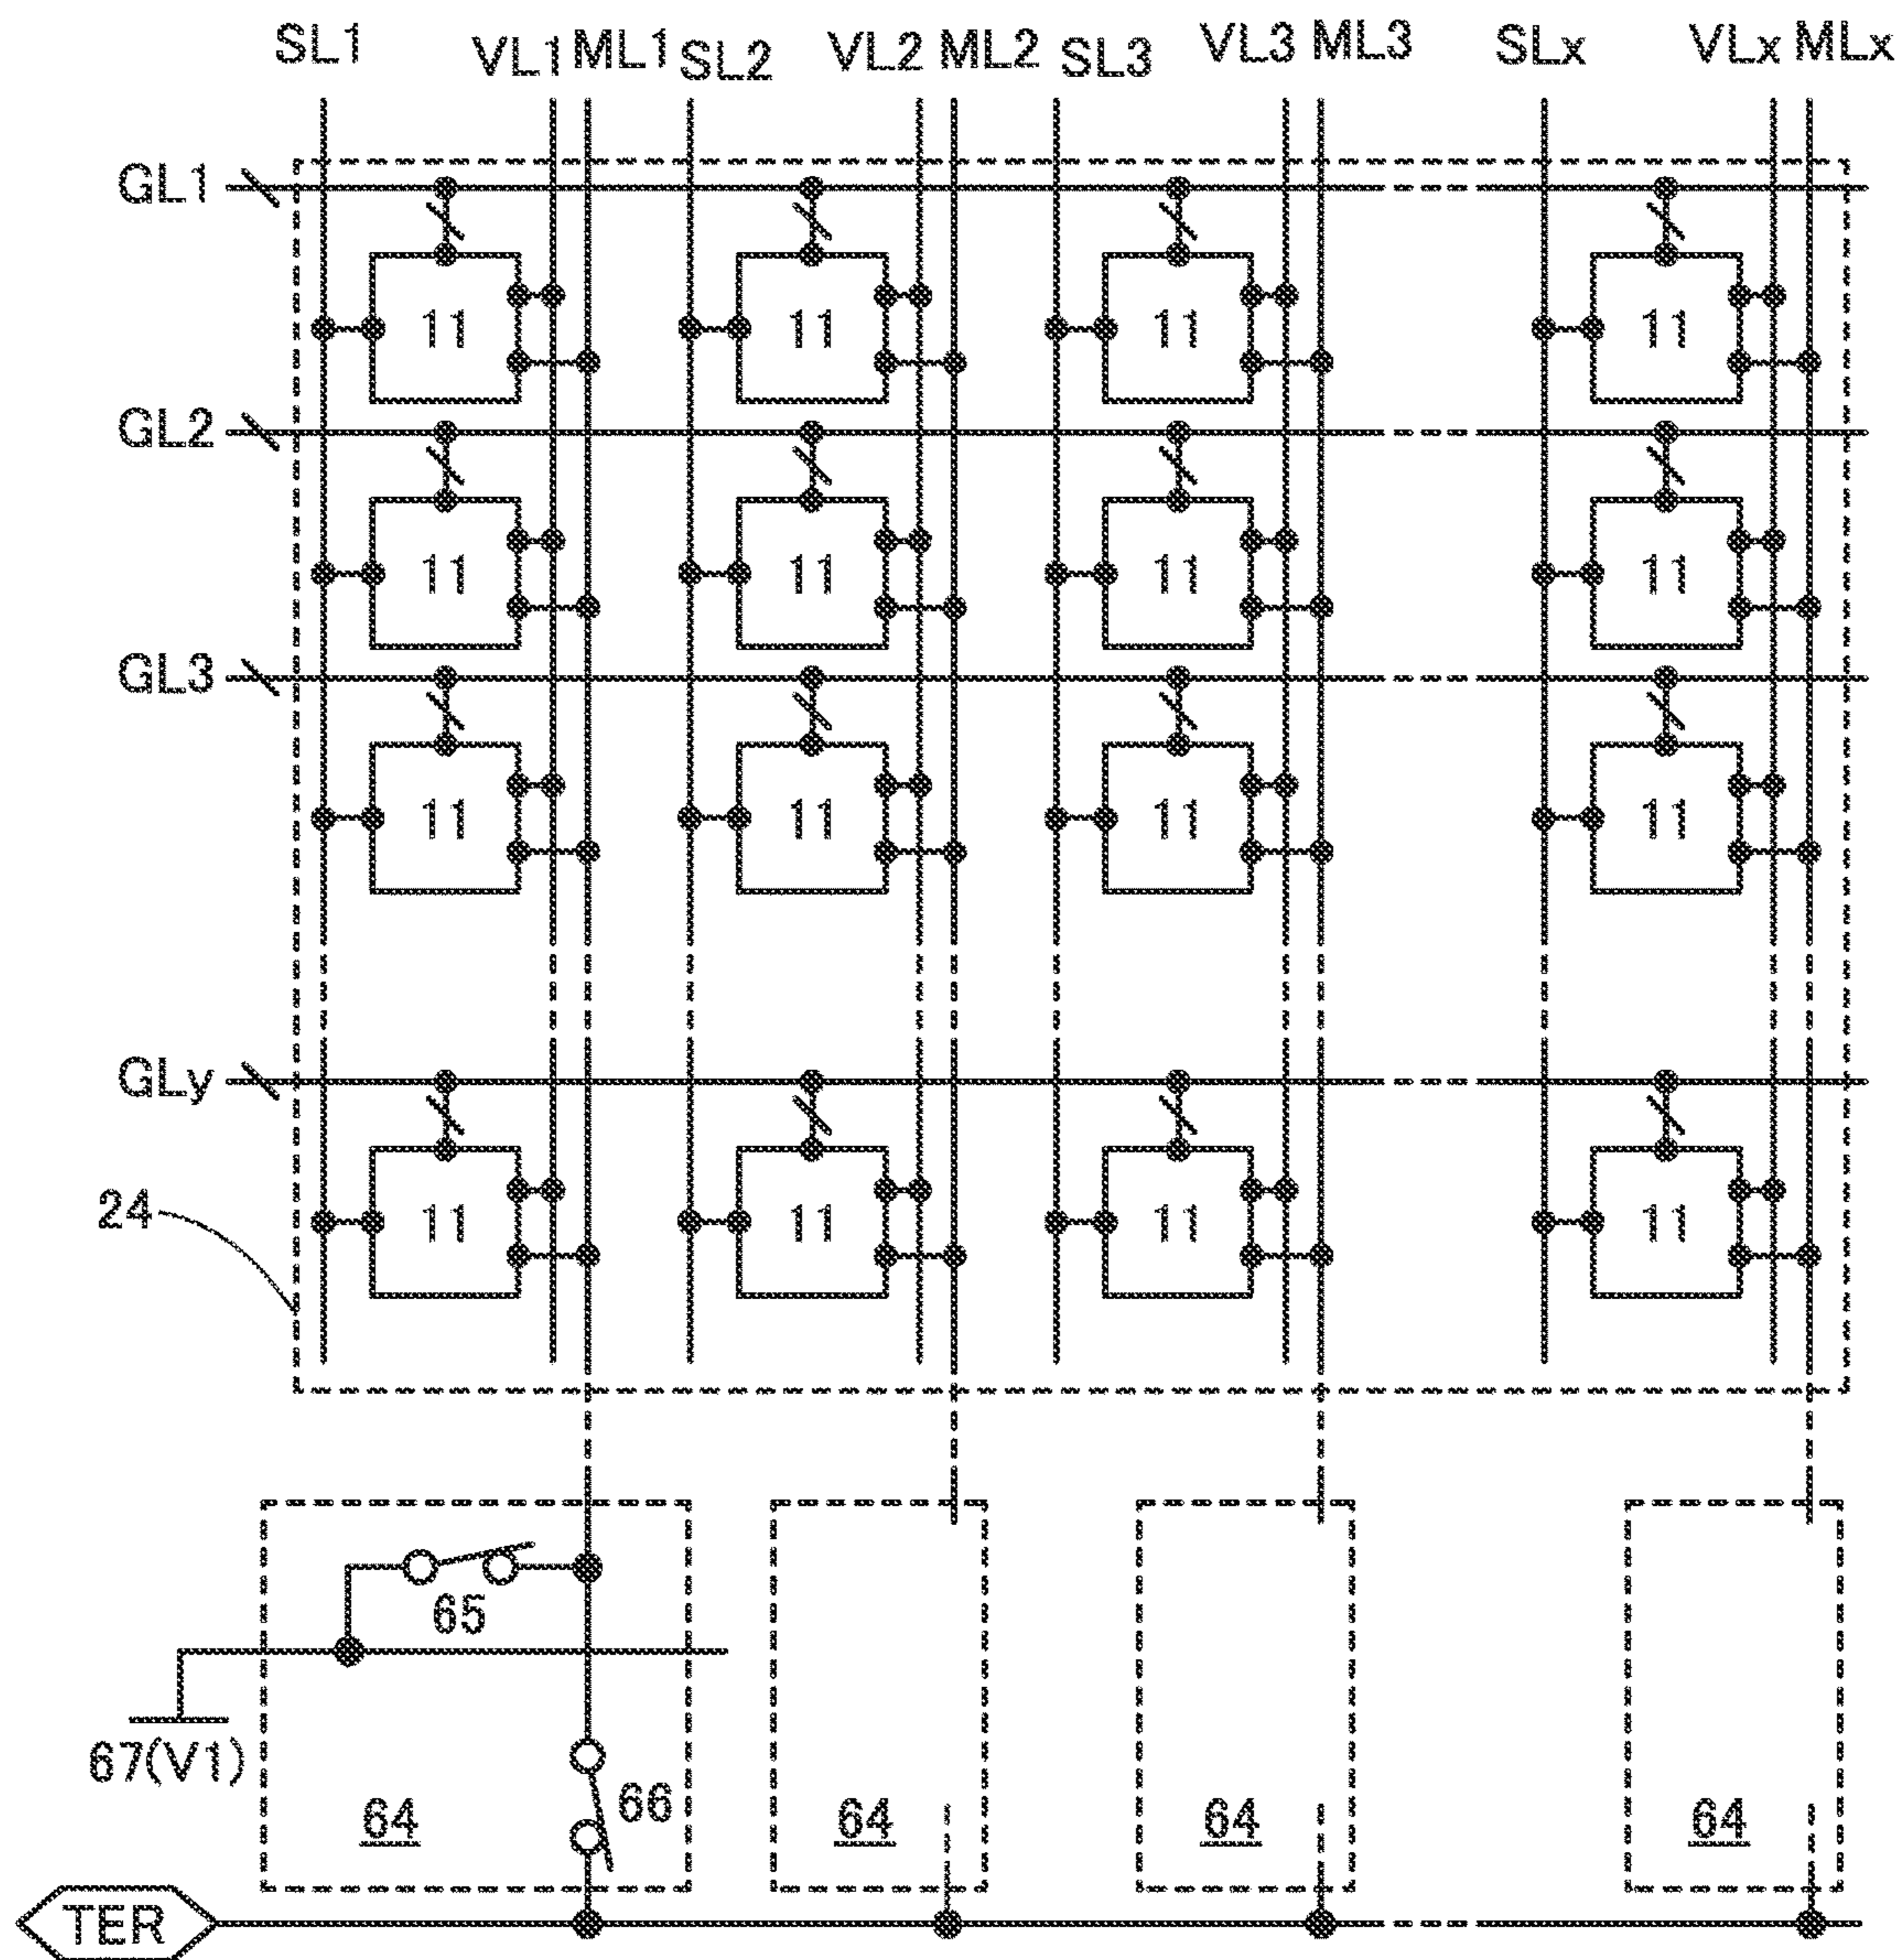 SL1 VL1 ML1 SL2 VL2 ML2 SL3 VL3 ML3 SLx VLx MLx
GL1
11 11 11 11
GL2
11 11 11 11
GL3
11 11 11 11
GLy
11 11 11 11
24
65
67(V1)
66
64 64 64 64
TER